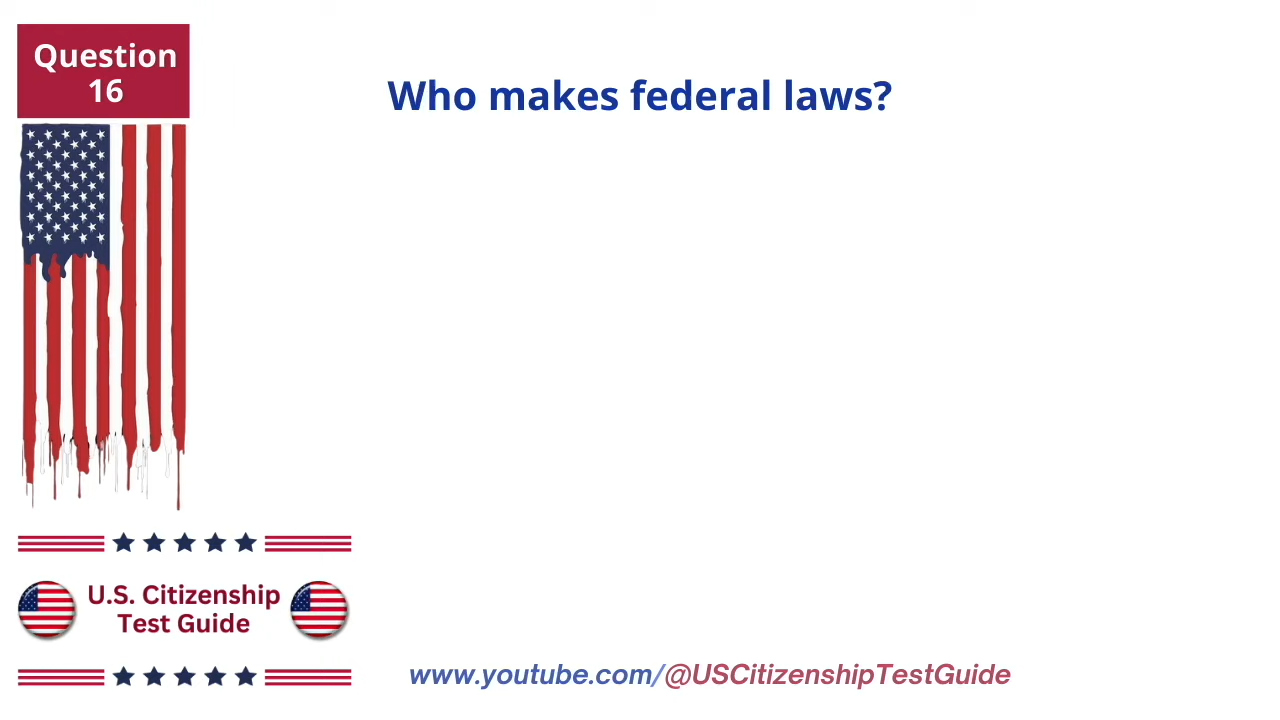 Question
16
Who makes federal laws?
U.S. Citizenship
Test Guide
www.youtube.com/@USCitizenshipTestGuide